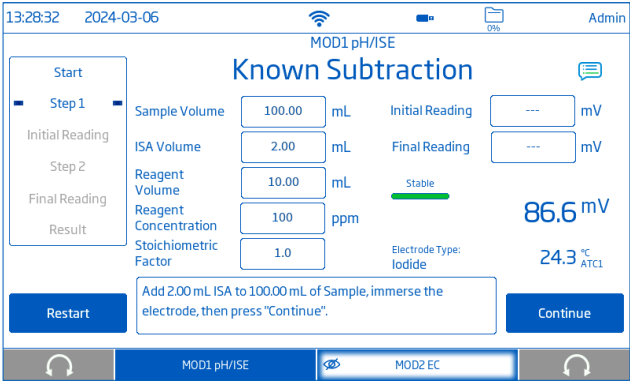 13:28:32 2024-03-06 0% Admin
MOD1 pH/ISE
Known Subtraction
Start
Step 1
Initial Reading
Step 2
Final Reading
Result
Sample Volume 100.00 mL
ISA Volume 2.00 mL
Reagent
Volume 10.00 mL
Reagent
Concentration 100 ppm
Stoichiometric
Factor 1.0
Initial Reading --- mV
Final Reading --- mV
Stable
86.6 mV
Electrode Type:
Iodide
24.3 °C
ATC1
Add 2.00 mL ISA to 100.00 mL of Sample, immerse the
electrode, then press "Continue".
Restart
Continue
MOD1 pH/ISE MOD2 EC